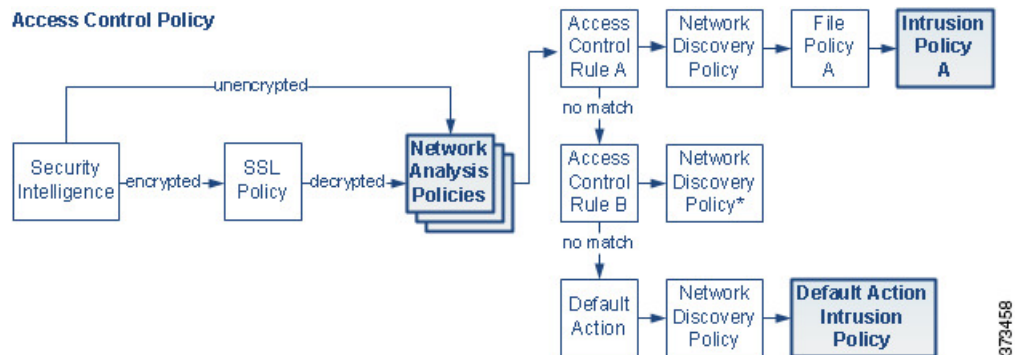 Access Control Policy
unencrypted
Security
Intelligence
encrypted
SSL
Policy
decrypted
Network
Analysis
Policies
Access
Control
Rule A
Network
Discovery
Policy
File
Policy
A
Intrusion
Policy
A
no match
Access
Control
Rule B
Network
Discovery
Policy*
no match
Default
Action
Network
Discovery
Policy
Default Action
Intrusion
Policy
373458